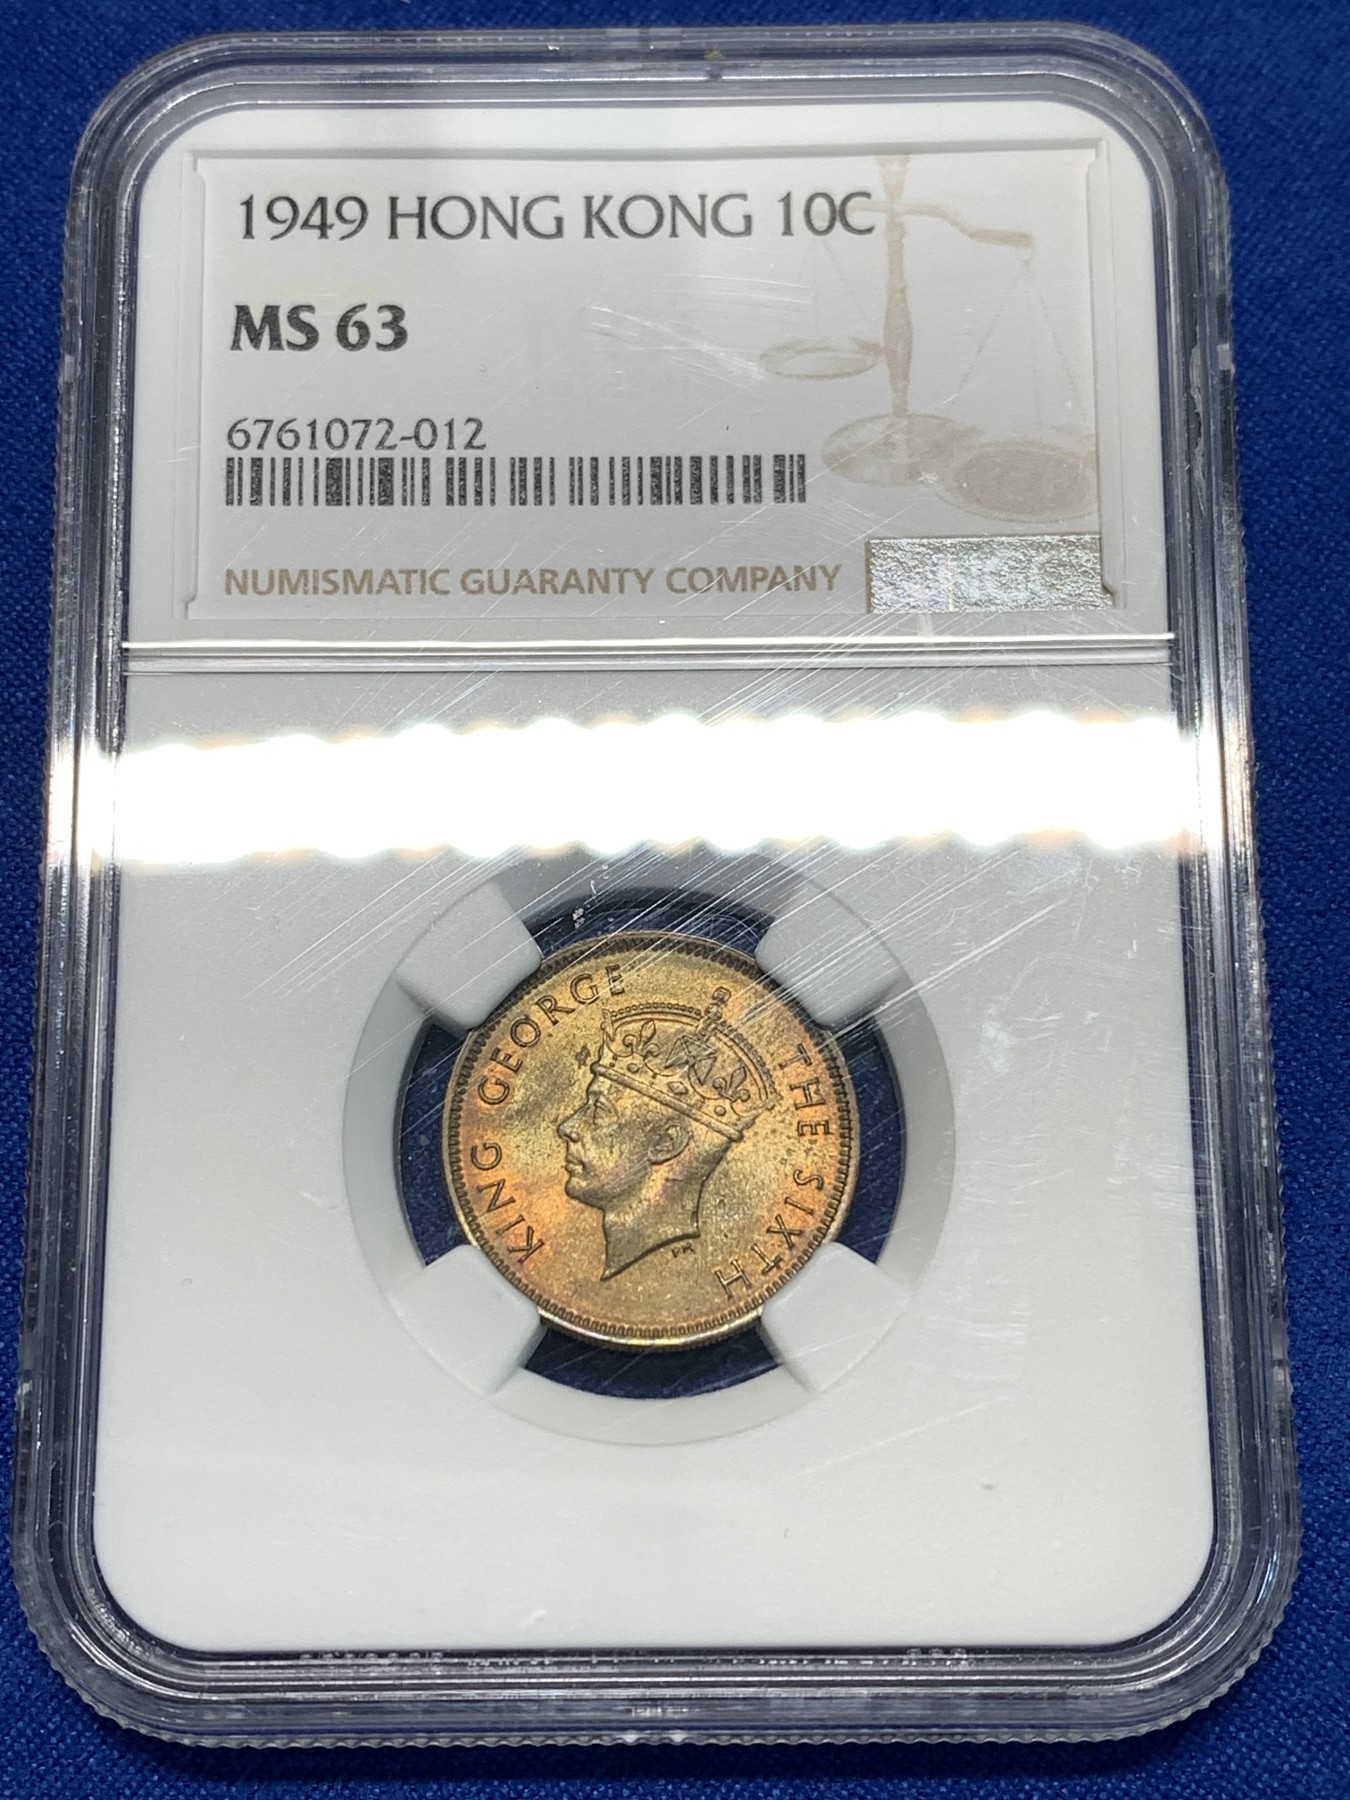 1949 HONG KONG 10C
MS 63
6761072-012
NUMISMATIC GUARANTY COMPANY
KING GEORGE THE SIXTH
PM